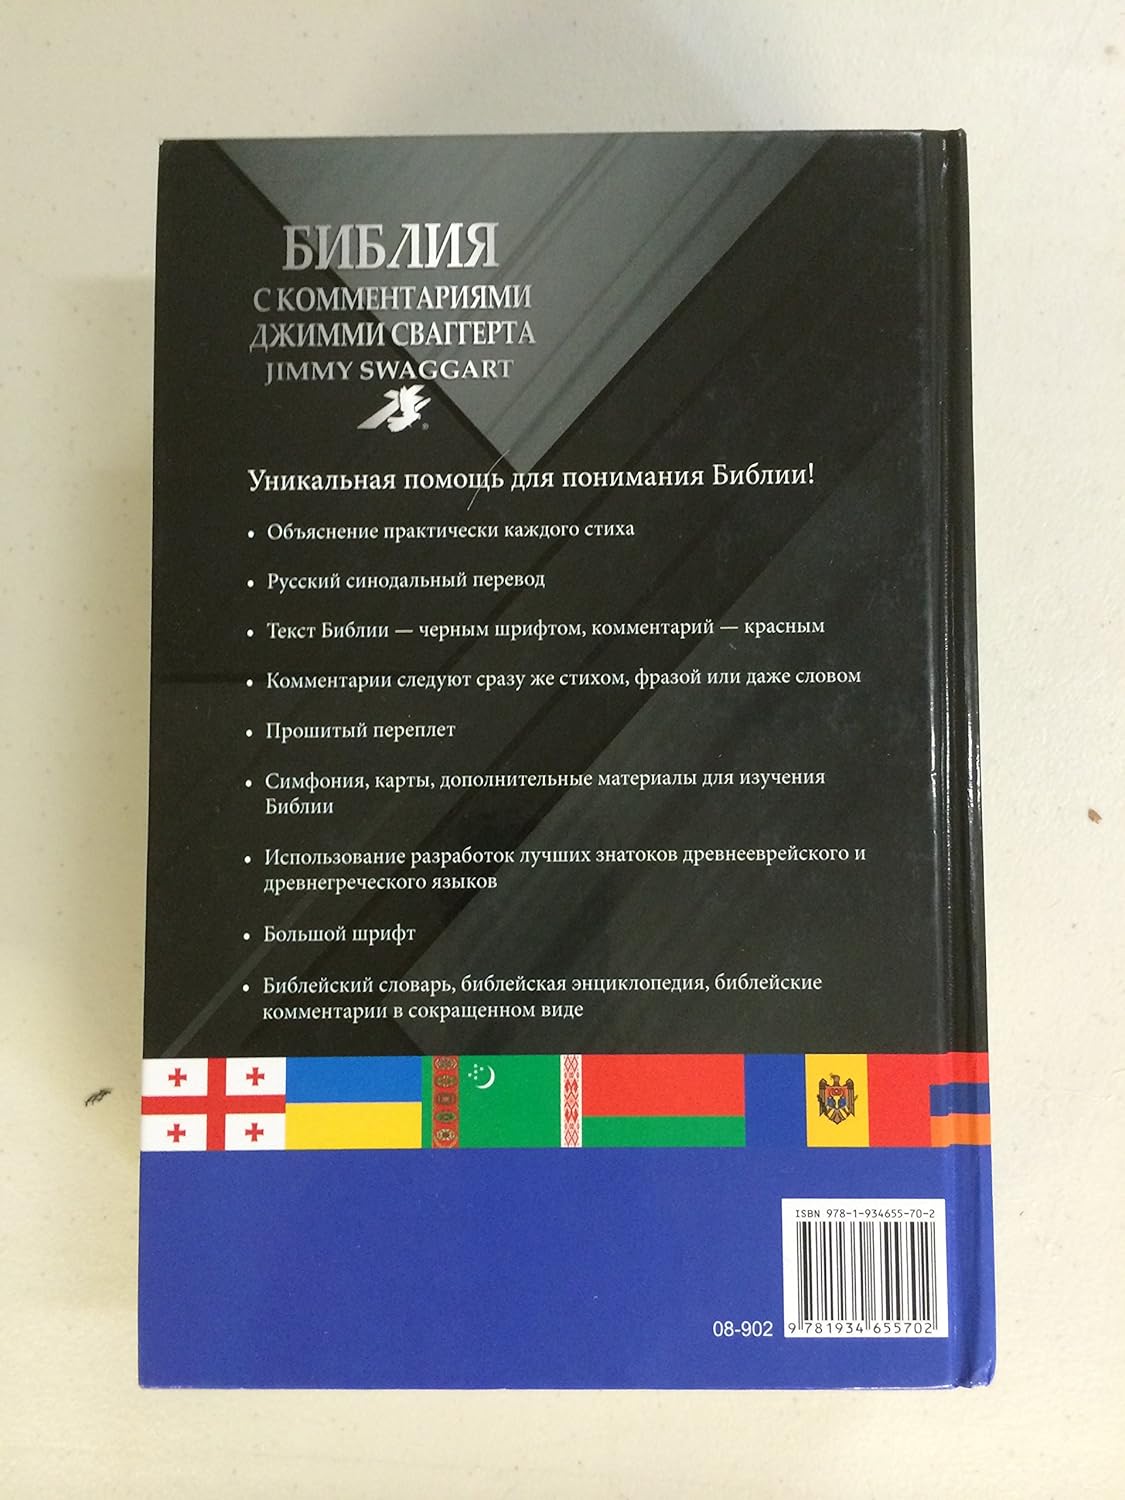 БИБЛИЯ
С КОММЕНТАРИЯМИ
ДЖИММИ СВАГГЕРТА
JIMMY SWAGGART
®
Уникальная помощь для понимания Библии!
• Объяснение практически каждого стиха
• Русский синодальный перевод
• Текст Библии — черным шрифтом, комментарий — красным
• Комментарии следуют сразу же стихом, фразой или даже словом
• Прошитый переплет
• Симфония, карты, дополнительные материалы для изучения
Библии
• Использование разработок лучших знатоков древнееврейского и
древнегреческого языков
• Большой шрифт
• Библейский словарь, библейская энциклопедия, библейские
комментарии в сокращенном виде
ISBN 978-1-934655-70-2
08-902
9 781934 655702